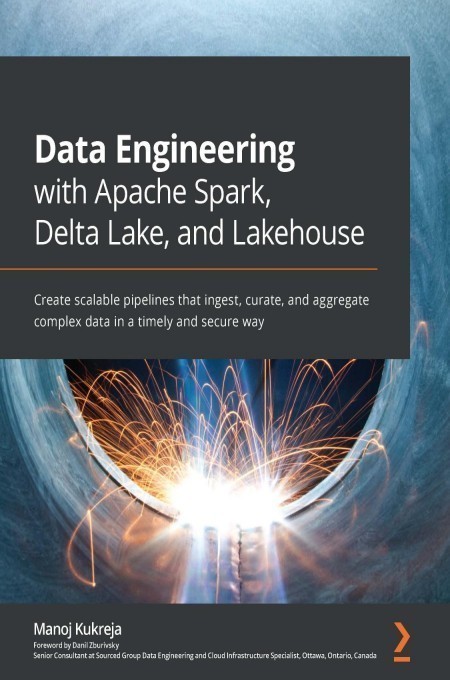 Data Engineering
with Apache Spark,
Delta Lake, and Lakehouse
Create scalable pipelines that ingest, curate, and aggregate
complex data in a timely and secure way
Manoj Kukreja
Foreword by Danil Zburivsky
Senior Consultant at Sourced Group Data Engineering and Cloud Infrastructure Specialist, Ottawa, Ontario, Canada